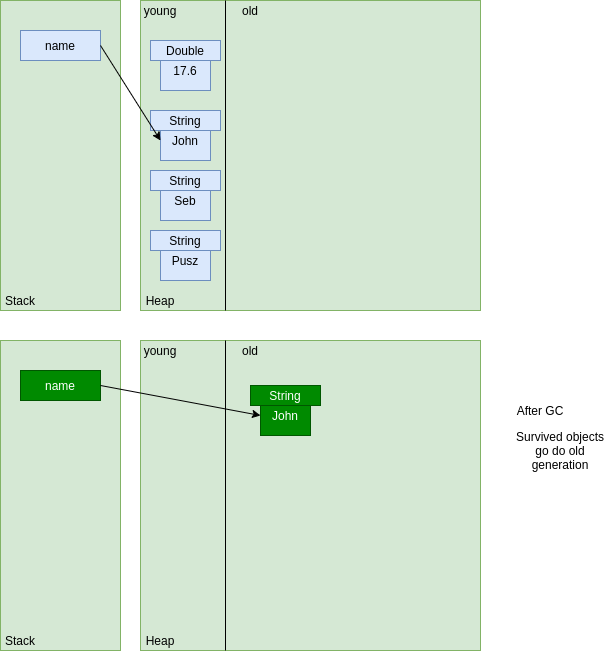 young
old
name
Double
17.6
String
John
String
Seb
String
Pusz
Stack
Heap
young
old
name
String
John
After GC
Survived objects
go do old
generation
Stack
Heap